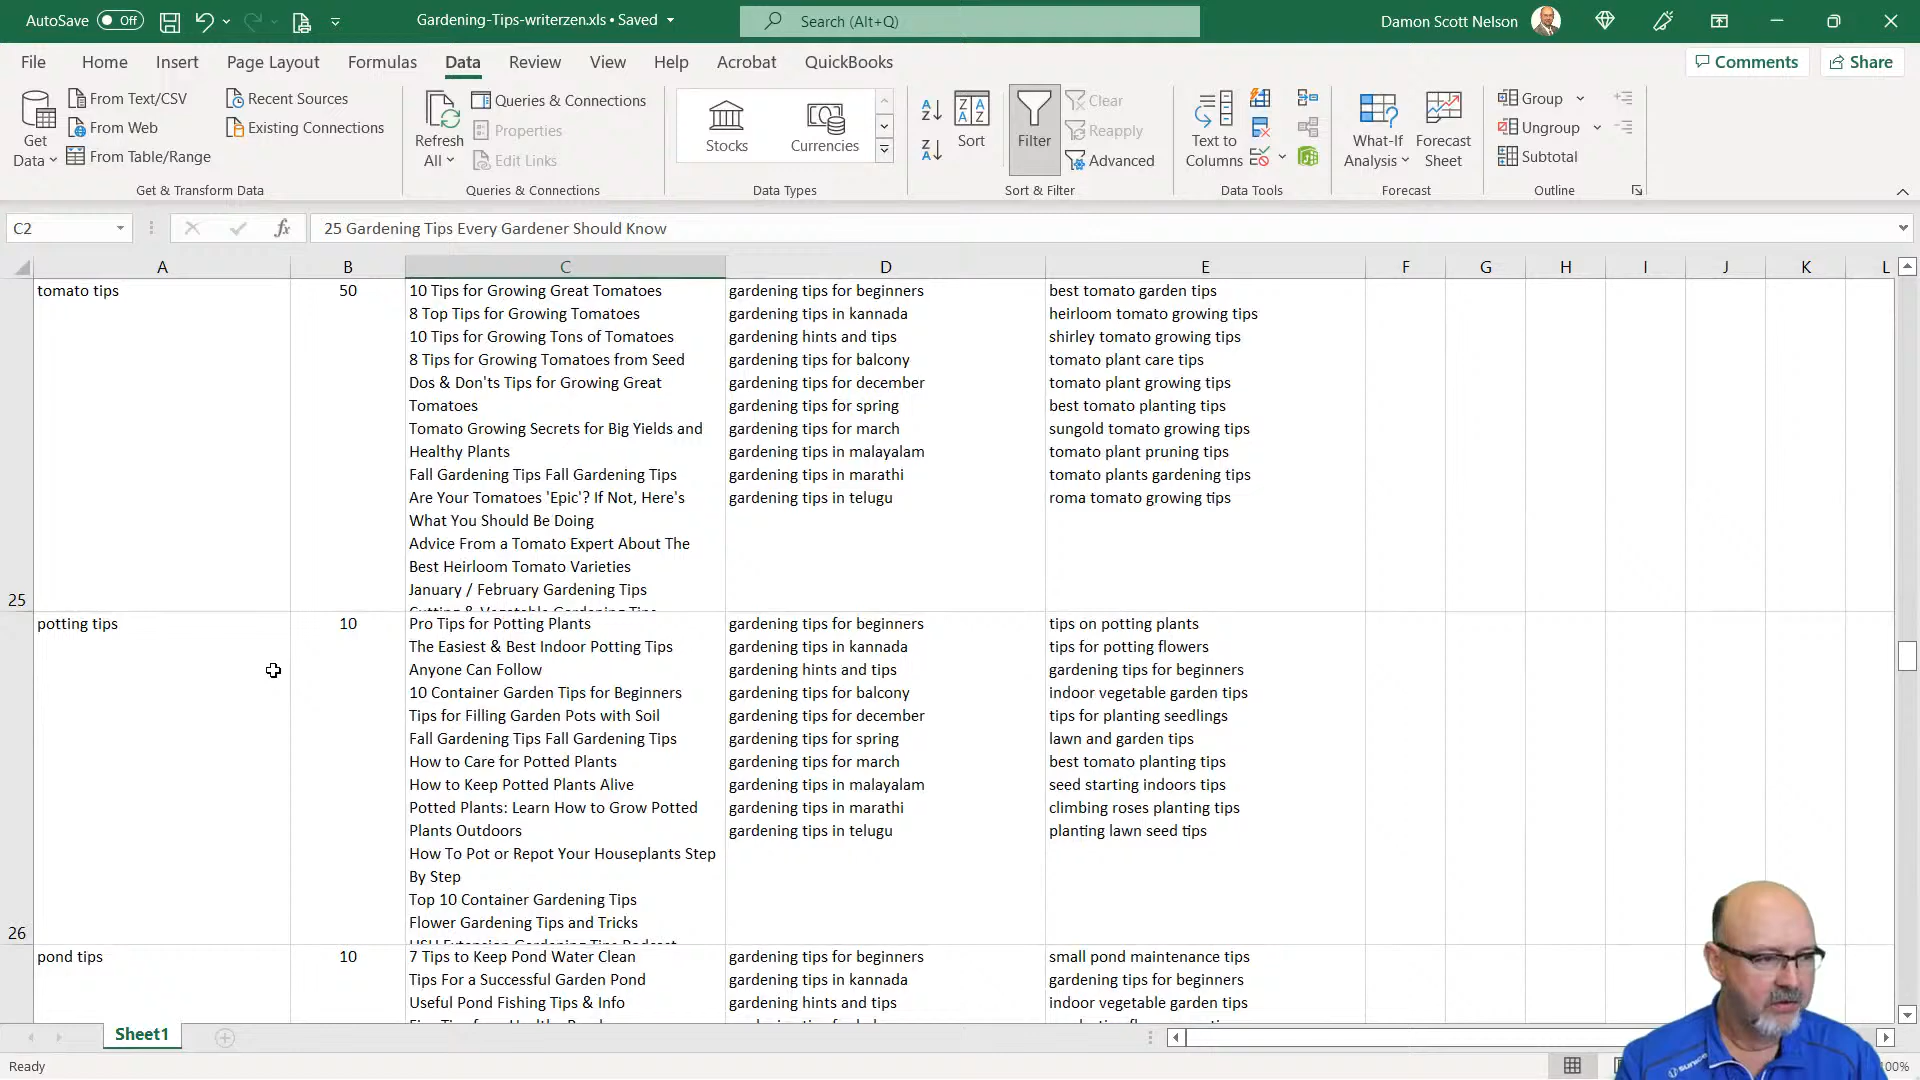 AutoSave Off
Gardening-Tips-writerzen.xls • Saved
Search (Alt+Q)
Damon Scott Nelson
File Home Insert Page Layout Formulas Data Review View Help Acrobat QuickBooks
Comments Share
Get Data
From Text/CSV
From Web
From Table/Range
Recent Sources
Existing Connections
Get & Transform Data
Refresh All
Queries & Connections
Properties
Edit Links
Queries & Connections
Stocks
Currencies
Data Types
Sort
Filter
Clear
Reapply
Advanced
Sort & Filter
Text to Columns
Data Tools
What-If Analysis
Forecast Sheet
Forecast
Group
Ungroup
Subtotal
Outline
C2
fx
25 Gardening Tips Every Gardener Should Know
A B C D E F G H I J K L
25
tomato tips
50
10 Tips for Growing Great Tomatoes
8 Top Tips for Growing Tomatoes
10 Tips for Growing Tons of Tomatoes
8 Tips for Growing Tomatoes from Seed
Dos & Don'ts Tips for Growing Great
Tomatoes
Tomato Growing Secrets for Big Yields and
Healthy Plants
Fall Gardening Tips Fall Gardening Tips
Are Your Tomatoes 'Epic'? If Not, Here's
What You Should Be Doing
Advice From a Tomato Expert About The
Best Heirloom Tomato Varieties
January / February Gardening Tips
gardening tips for beginners
gardening tips in kannada
gardening hints and tips
gardening tips for balcony
gardening tips for december
gardening tips for spring
gardening tips for march
gardening tips in malayalam
gardening tips in marathi
gardening tips in telugu
best tomato garden tips
heirloom tomato growing tips
shirley tomato growing tips
tomato plant care tips
tomato plant growing tips
best tomato planting tips
sungold tomato growing tips
tomato plant pruning tips
tomato plants gardening tips
roma tomato growing tips
26
potting tips
10
Pro Tips for Potting Plants
The Easiest & Best Indoor Potting Tips
Anyone Can Follow
10 Container Garden Tips for Beginners
Tips for Filling Garden Pots with Soil
Fall Gardening Tips Fall Gardening Tips
How to Care for Potted Plants
How to Keep Potted Plants Alive
Potted Plants: Learn How to Grow Potted
Plants Outdoors
How To Pot or Repot Your Houseplants Step
By Step
Top 10 Container Gardening Tips
Flower Gardening Tips and Tricks
gardening tips for beginners
gardening tips in kannada
gardening hints and tips
gardening tips for balcony
gardening tips for december
gardening tips for spring
gardening tips for march
gardening tips in malayalam
gardening tips in marathi
gardening tips in telugu
tips on potting plants
tips for potting flowers
gardening tips for beginners
indoor vegetable garden tips
tips for planting seedlings
lawn and garden tips
best tomato planting tips
seed starting indoors tips
climbing roses planting tips
planting lawn seed tips
pond tips
10
7 Tips to Keep Pond Water Clean
Tips For a Successful Garden Pond
Useful Pond Fishing Tips & Info
gardening tips for beginners
gardening tips in kannada
gardening hints and tips
small pond maintenance tips
gardening tips for beginners
indoor vegetable garden tips
Sheet1
Ready
100%